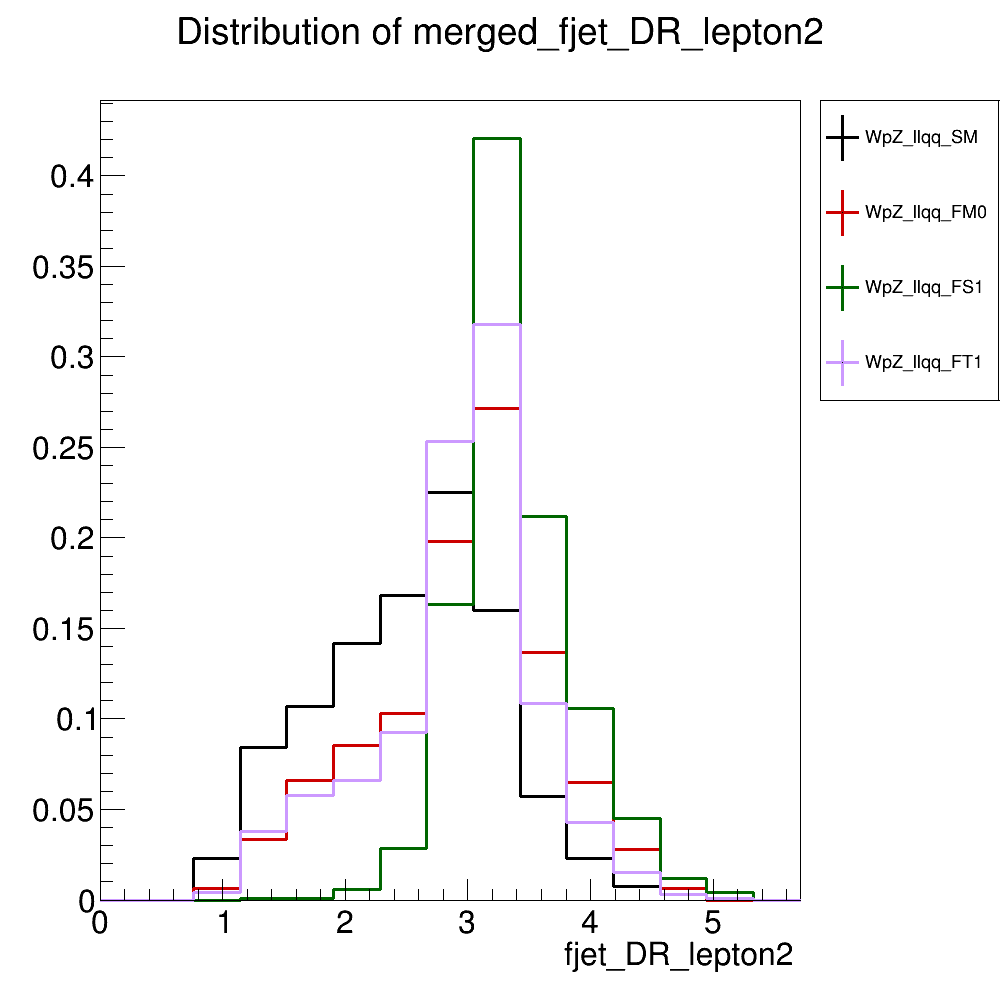 Distribution of merged_fjet_DR_lepton2
WpZ_llqq_SM
WpZ_llqq_FM0
WpZ_llqq_FS1
WpZ_llqq_FT1
0.4
0.35
0.3
0.25
0.2
0.15
0.1
0.05
0
0 1 2 3 4 5
fjet_DR_lepton2